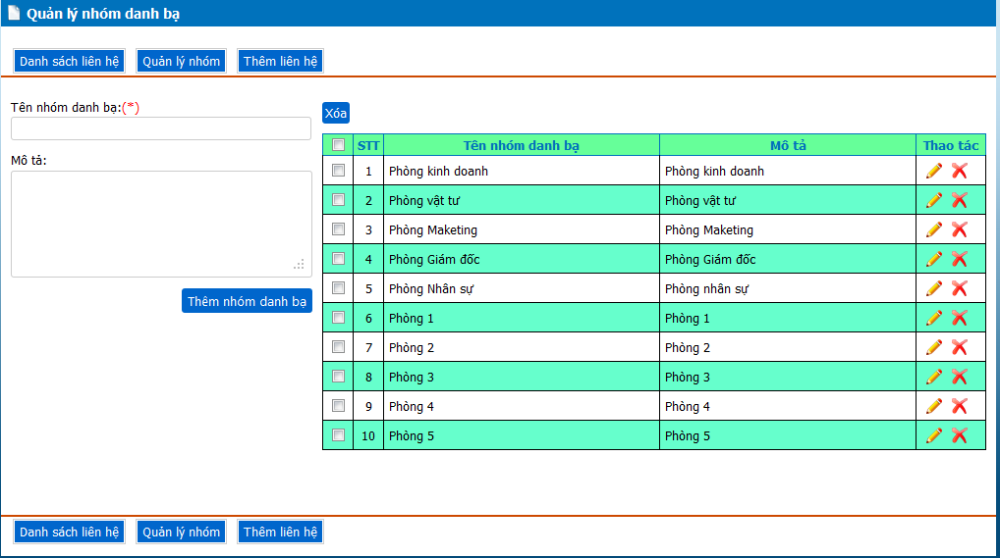 Quản lý nhóm danh bạ
Danh sách liên hệ Quản lý nhóm Thêm liên hệ
Tên nhóm danh bạ:(*)
Mô tả:
Thêm nhóm danh bạ
Xóa
STT Tên nhóm danh bạ Mô tả Thao tác
1 Phòng kinh doanh Phòng kinh doanh
2 Phòng vật tư Phòng vật tư
3 Phòng Maketing Phòng Maketing
4 Phòng Giám đốc Phòng Giám đốc
5 Phòng Nhân sự Phòng nhân sự
6 Phòng 1 Phòng 1
7 Phòng 2 Phòng 2
8 Phòng 3 Phòng 3
9 Phòng 4 Phòng 4
10 Phòng 5 Phòng 5
Danh sách liên hệ Quản lý nhóm Thêm liên hệ